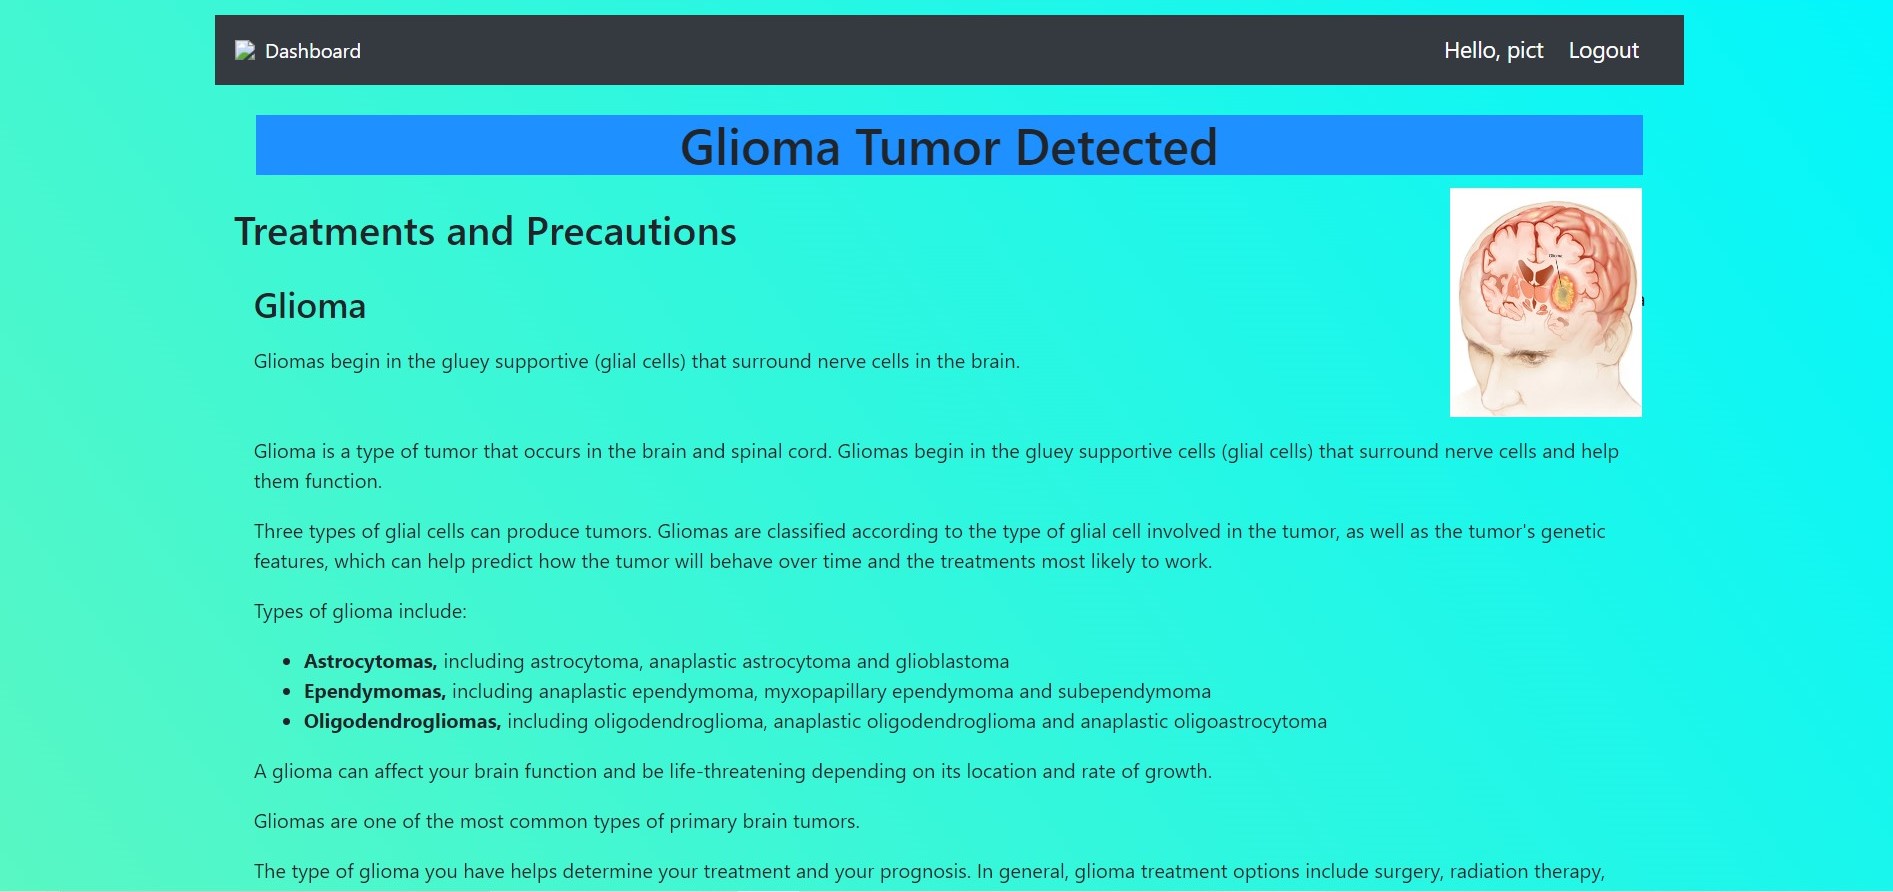 Dashboard
Hello, pict Logout
Glioma Tumor Detected
Treatments and Precautions
Glioma
Gliomas begin in the gluey supportive (glial cells) that surround nerve cells in the brain.
Glioma is a type of tumor that occurs in the brain and spinal cord. Gliomas begin in the gluey supportive cells (glial cells) that surround nerve cells and help
them function.
Three types of glial cells can produce tumors. Gliomas are classified according to the type of glial cell involved in the tumor, as well as the tumor's genetic
features, which can help predict how the tumor will behave over time and the treatments most likely to work.
Types of glioma include:
Astrocytomas, including astrocytoma, anaplastic astrocytoma and glioblastoma
Ependymomas, including anaplastic ependymoma, myxopapillary ependymoma and subependymoma
Oligodendrogliomas, including oligodendroglioma, anaplastic oligodendroglioma and anaplastic oligoastrocytoma
A glioma can affect your brain function and be life-threatening depending on its location and rate of growth.
Gliomas are one of the most common types of primary brain tumors.
The type of glioma you have helps determine your treatment and your prognosis. In general, glioma treatment options include surgery, radiation therapy,